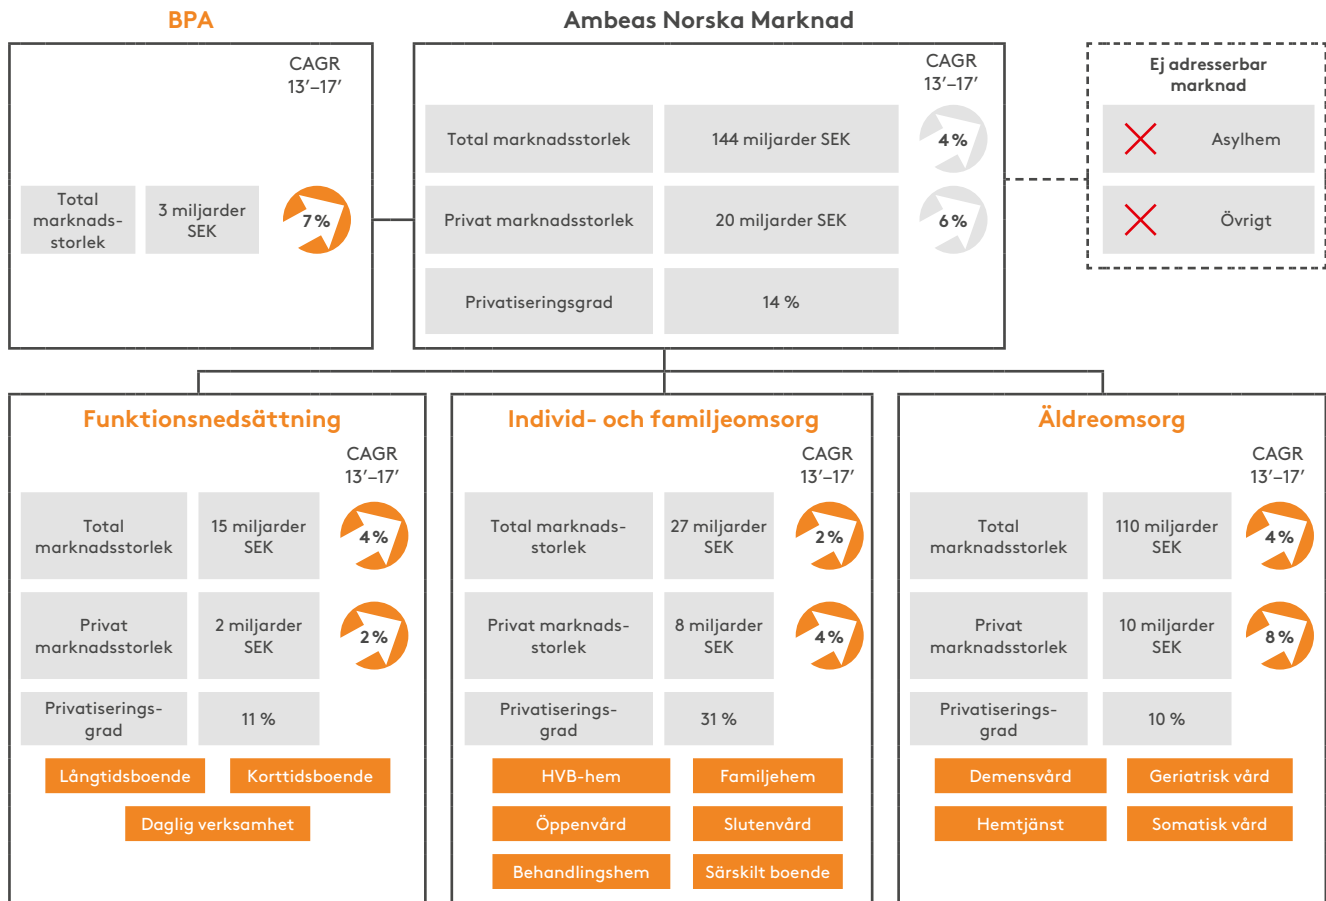 BPA
CAGR
13’–17’
Total
marknads-
storlek
3 miljarder
SEK
7 %
Ambeas Norska Marknad
CAGR
13’–17’
Total marknadsstorlek
144 miljarder SEK
4 %
Privat marknadsstorlek
20 miljarder SEK
6 %
Privatiseringsgrad
14 %
Ej adresserbar
marknad
Asylhem
Övrigt
Funktionsnedsättning
CAGR
13’–17’
Total
marknadsstorlek
15 miljarder
SEK
4 %
Privat
marknadsstorlek
2 miljarder
SEK
2 %
Privatiserings-
grad
11 %
Långtidsboende
Korttidsboende
Daglig verksamhet
Individ- och familjeomsorg
CAGR
13’–17’
Total marknads-
storlek
27 miljarder
SEK
2 %
Privat marknads-
storlek
8 miljarder
SEK
4 %
Privatiserings-
grad
31 %
HVB-hem
Familjehem
Öppenvård
Slutenvård
Behandlingshem
Särskilt boende
Äldreomsorg
CAGR
13’–17’
Total
marknadsstorlek
110 miljarder
SEK
4 %
Privat
marknadsstorlek
10 miljarder
SEK
8 %
Privatiserings-
grad
10 %
Demensvård
Geriatrisk vård
Hemtjänst
Somatisk vård